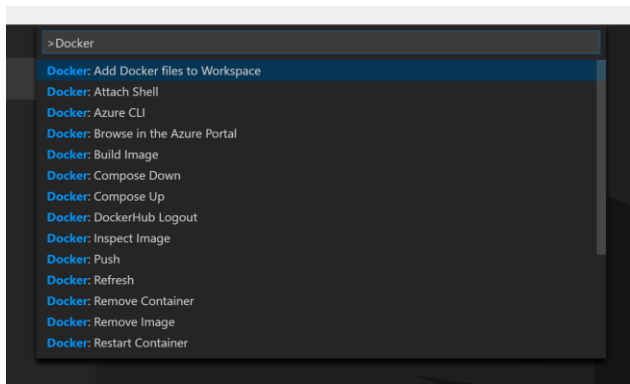 >Docker
Docker: Add Docker files to Workspace
Docker: Attach Shell
Docker: Azure CLI
Docker: Browse in the Azure Portal
Docker: Build Image
Docker: Compose Down
Docker: Compose Up
Docker: DockerHub Logout
Docker: Inspect Image
Docker: Push
Docker: Refresh
Docker: Remove Container
Docker: Remove Image
Docker: Restart Container